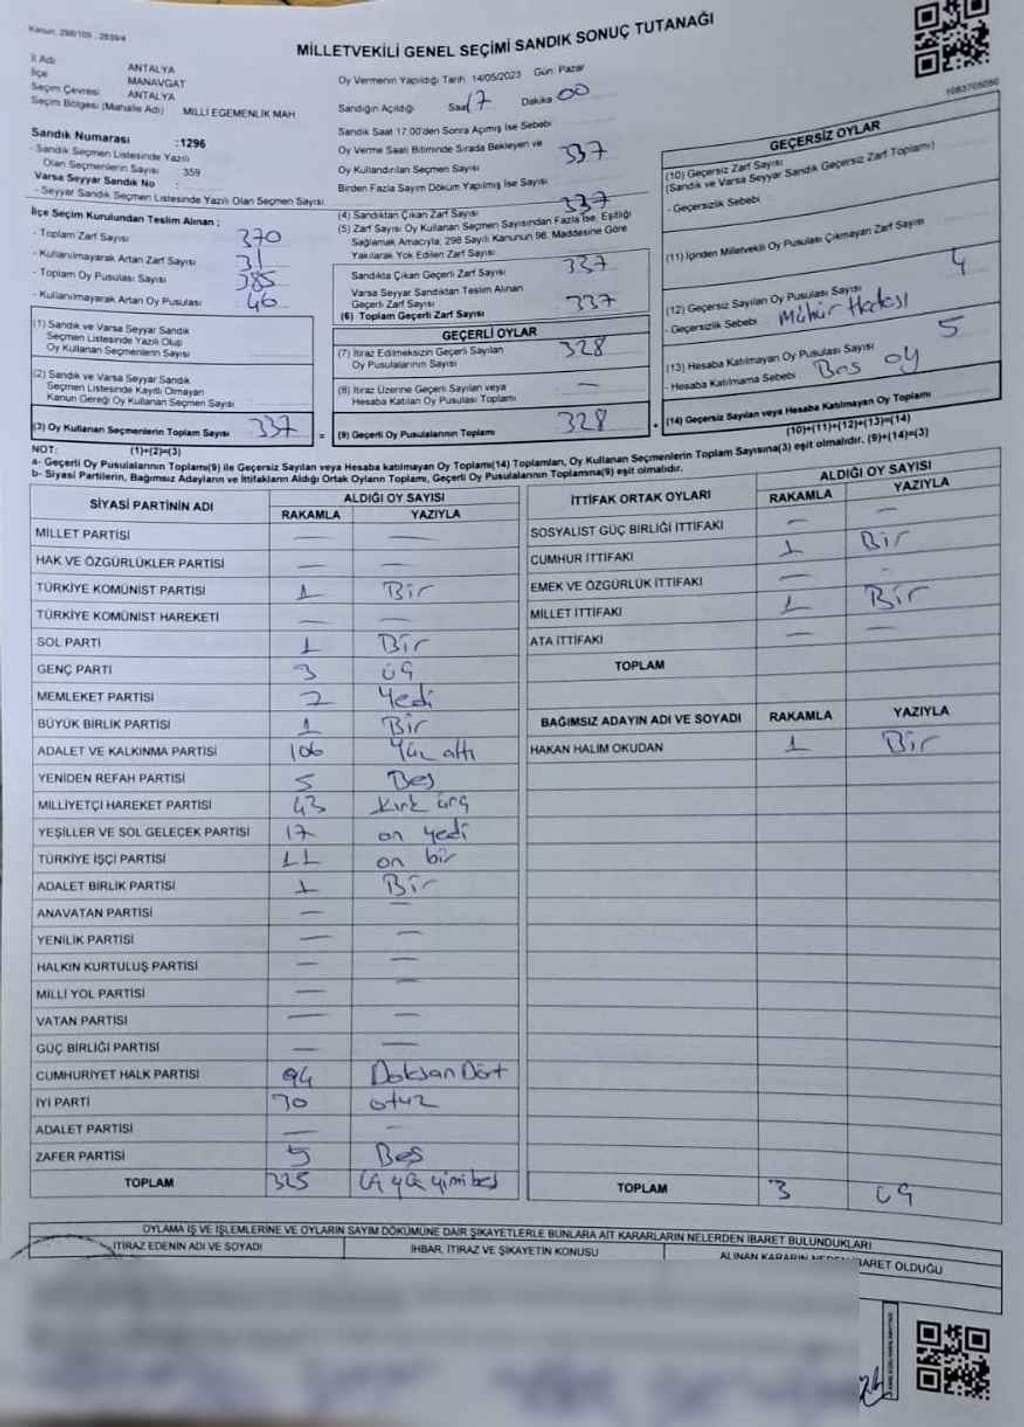 Kanun: 298/105 , 2839/4
MİLLETVEKİLİ GENEL SEÇİMİ SANDIK SONUÇ TUTANAĞI
1083705050
İl Adı ANTALYA
İlçe MANAVGAT
Seçim Çevresi ANTALYA
Seçim Bölgesi (Mahalle Adı) MİLLİ EGEMENLİK MAH
Sandık Numarası :1296
- Sandık Seçmen Listesinde Yazılı
Olan Seçmenlerin Sayısı 359
Varsa Seyyar Sandık No :
- Seyyar Sandık Seçmen Listesinde Yazılı Olan Seçmen Sayısı
İlçe Seçim Kurulundan Teslim Alınan ;
- Toplam Zarf Sayısı 370
- Kullanılmayarak Artan Zarf Sayısı 31
- Toplam Oy Pusulası Sayısı 385
- Kullanılmayarak Artan Oy Pusulası 46
(1) Sandık ve Varsa Seyyar Sandık
Seçmen Listesinde Yazılı Olup
Oy Kullanan Seçmenlerin Sayısı
(2) Sandık ve Varsa Seyyar Sandık
Seçmen Listesinde Kayıtlı Olmayan
Kanun Gereği Oy Kullanan Seçmen Sayısı
(3) Oy Kullanan Seçmenlerin Toplam Sayısı 337
(1)+(2)=(3)
Oy Vermenin Yapıldığı Tarih 14/05/2023 Gün: Pazar
Sandığın Açıldığı Saat 17 Dakika 00
Sandık Saat 17.00'den Sonra Açımış İse Sebebi
Oy Verme Saati Bitiminde Sırada Bekleyen ve
Oy Kullandırılan Seçmen Sayısı 337
Birden Fazla Sayım Döküm Yapılmış İse Sayısı
(4) Sandıktan Çıkan Zarf Sayısı 337
(5) Zarf Sayısı Oy Kullanan Seçmen Sayısından Fazla İse, Eşitliği
Sağlamak Amacıyla; 298 Sayılı Kanunun 98. Maddesine Göre
Yakılarak Yok Edilen Zarf Sayısı
Sandıkta Çıkan Geçerli Zarf Sayısı 337
Varsa Seyyar Sandıktan Teslim Alınan
Geçerli Zarf Sayısı
(6) Toplam Geçerli Zarf Sayısı 337
GEÇERLİ OYLAR
(7) İtiraz Edilmeksizin Geçerli Sayılan
Oy Pusulalarının Sayısı 328
(8) İtiraz Üzerine Geçerli Sayılan veya
Hesaba Katılan Oy Pusulası Toplamı —
= (9) Geçerli Oy Pusulalarının Toplamı 328
GEÇERSİZ OYLAR
(10) Geçersiz Zarf Sayısı
(Sandık ve Varsa Seyyar Sandık Geçersiz Zarf Toplamı)
- Geçersizlik Sebebi
(11) İçinden Milletvekili Oy Pusulası Çıkmayan Zarf Sayısı
(12) Geçersiz Sayılan Oy Pusulası Sayısı 4
- Geçersizlik Sebebi Mühür Hatası
(13) Hesaba Katılmayan Oy Pusulası Sayısı 5
- Hesaba Katılmama Sebebi Boş oy
+ (14) Geçersiz Sayılan veya Hesaba Katılmayan Oy Toplamı
(10)+(11)+(12)+(13)=(14)
NOT:
a- Geçerli Oy Pusulalarının Toplamı(9) ile Geçersiz Sayılan veya Hesaba katılmayan Oy Toplamı(14) Toplamları, Oy Kullanan Seçmenlerin Toplam Sayısına(3) eşit olmalıdır. (9)+(14)=(3)
b- Siyasi Partilerin, Bağımsız Adayların ve İttifakların Aldığı Ortak Oyların Toplamı, Geçerli Oy Pusulalarının Toplamına(9) eşit olmalıdır.
SİYASİ PARTİNİN ADI ALDIĞI OY SAYISI
RAKAMLA YAZIYLA
MİLLET PARTİSİ — —
HAK VE ÖZGÜRLÜKLER PARTİSİ — —
TÜRKİYE KOMÜNİST PARTİSİ 1 Bir
TÜRKİYE KOMÜNİST HAREKETİ — —
SOL PARTİ 1 Bir
GENÇ PARTİ 3 üç
MEMLEKET PARTİSİ 7 Yedi
BÜYÜK BİRLİK PARTİSİ 1 Bir
ADALET VE KALKINMA PARTİSİ 106 Yüz altı
YENİDEN REFAH PARTİSİ 5 Beş
MİLLİYETÇİ HAREKET PARTİSİ 43 kırk üç
YEŞİLLER VE SOL GELECEK PARTİSİ 17 on yedi
TÜRKİYE İŞÇİ PARTİSİ 11 on bir
ADALET BİRLİK PARTİSİ 1 Bir
ANAVATAN PARTİSİ — —
YENİLİK PARTİSİ — —
HALKIN KURTULUŞ PARTİSİ — —
MİLLİ YOL PARTİSİ — —
VATAN PARTİSİ — —
GÜÇ BİRLİĞİ PARTİSİ — —
CUMHURİYET HALK PARTİSİ 94 Doksan Dört
İYİ PARTİ 30 otuz
ADALET PARTİSİ — —
ZAFER PARTİSİ 5 Beş
TOPLAM 325 üç yüz yirmi beş
İTTİFAK ORTAK OYLARI ALDIĞI OY SAYISI
RAKAMLA YAZIYLA
SOSYALİST GÜÇ BİRLİĞİ İTTİFAKI — —
CUMHUR İTTİFAKI 1 Bir
EMEK VE ÖZGÜRLÜK İTTİFAKI — -
MİLLET İTTİFAKI 1 Bir
ATA İTTİFAKI — —
TOPLAM
BAĞIMSIZ ADAYIN ADI VE SOYADI RAKAMLA YAZIYLA
HAKAN HALİM OKUDAN 1 Bir
TOPLAM 3 üç
OYLAMA İŞ VE İŞLEMLERİNE VE OYLARIN SAYIM DÖKÜMÜNE DAİR ŞİKAYETLERLE BUNLARA AİT KARARLARIN NELERDEN İBARET BULUNDUKLARI
İTİRAZ EDENİN ADI VE SOYADI İHBAR, İTİRAZ VE ŞİKAYETİN KONUSU ALINAN KARARIN NEDEN İBARET OLDUĞU